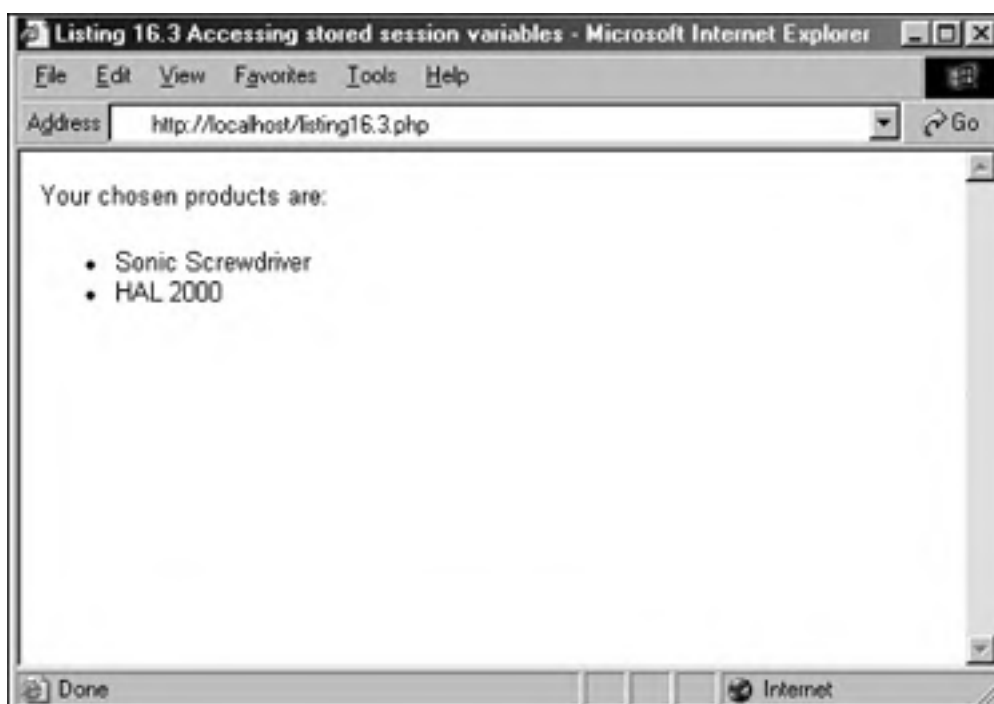 Listing 16.3 Accessing stored session variables - Microsoft Internet Explorer
File Edit View Favorites Tools Help
Address http://localhost/listing16.3.php Go
Your chosen products are:
• Sonic Screwdriver
• HAL 2000
Done Internet